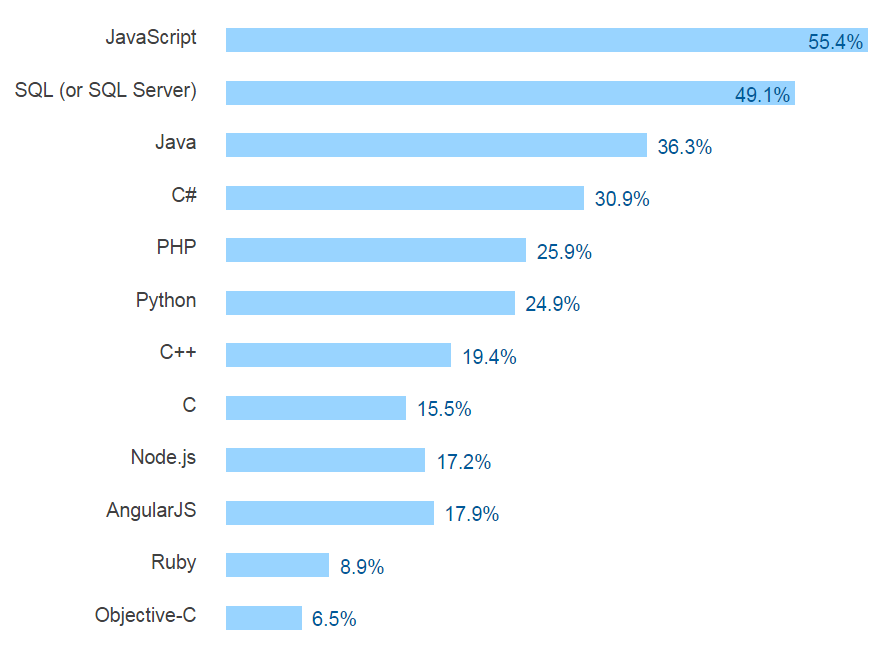 JavaScript 55.4%
SQL (or SQL Server) 49.1%
Java 36.3%
C# 30.9%
PHP 25.9%
Python 24.9%
C++ 19.4%
C 15.5%
Node.js 17.2%
AngularJS 17.9%
Ruby 8.9%
Objective-C 6.5%